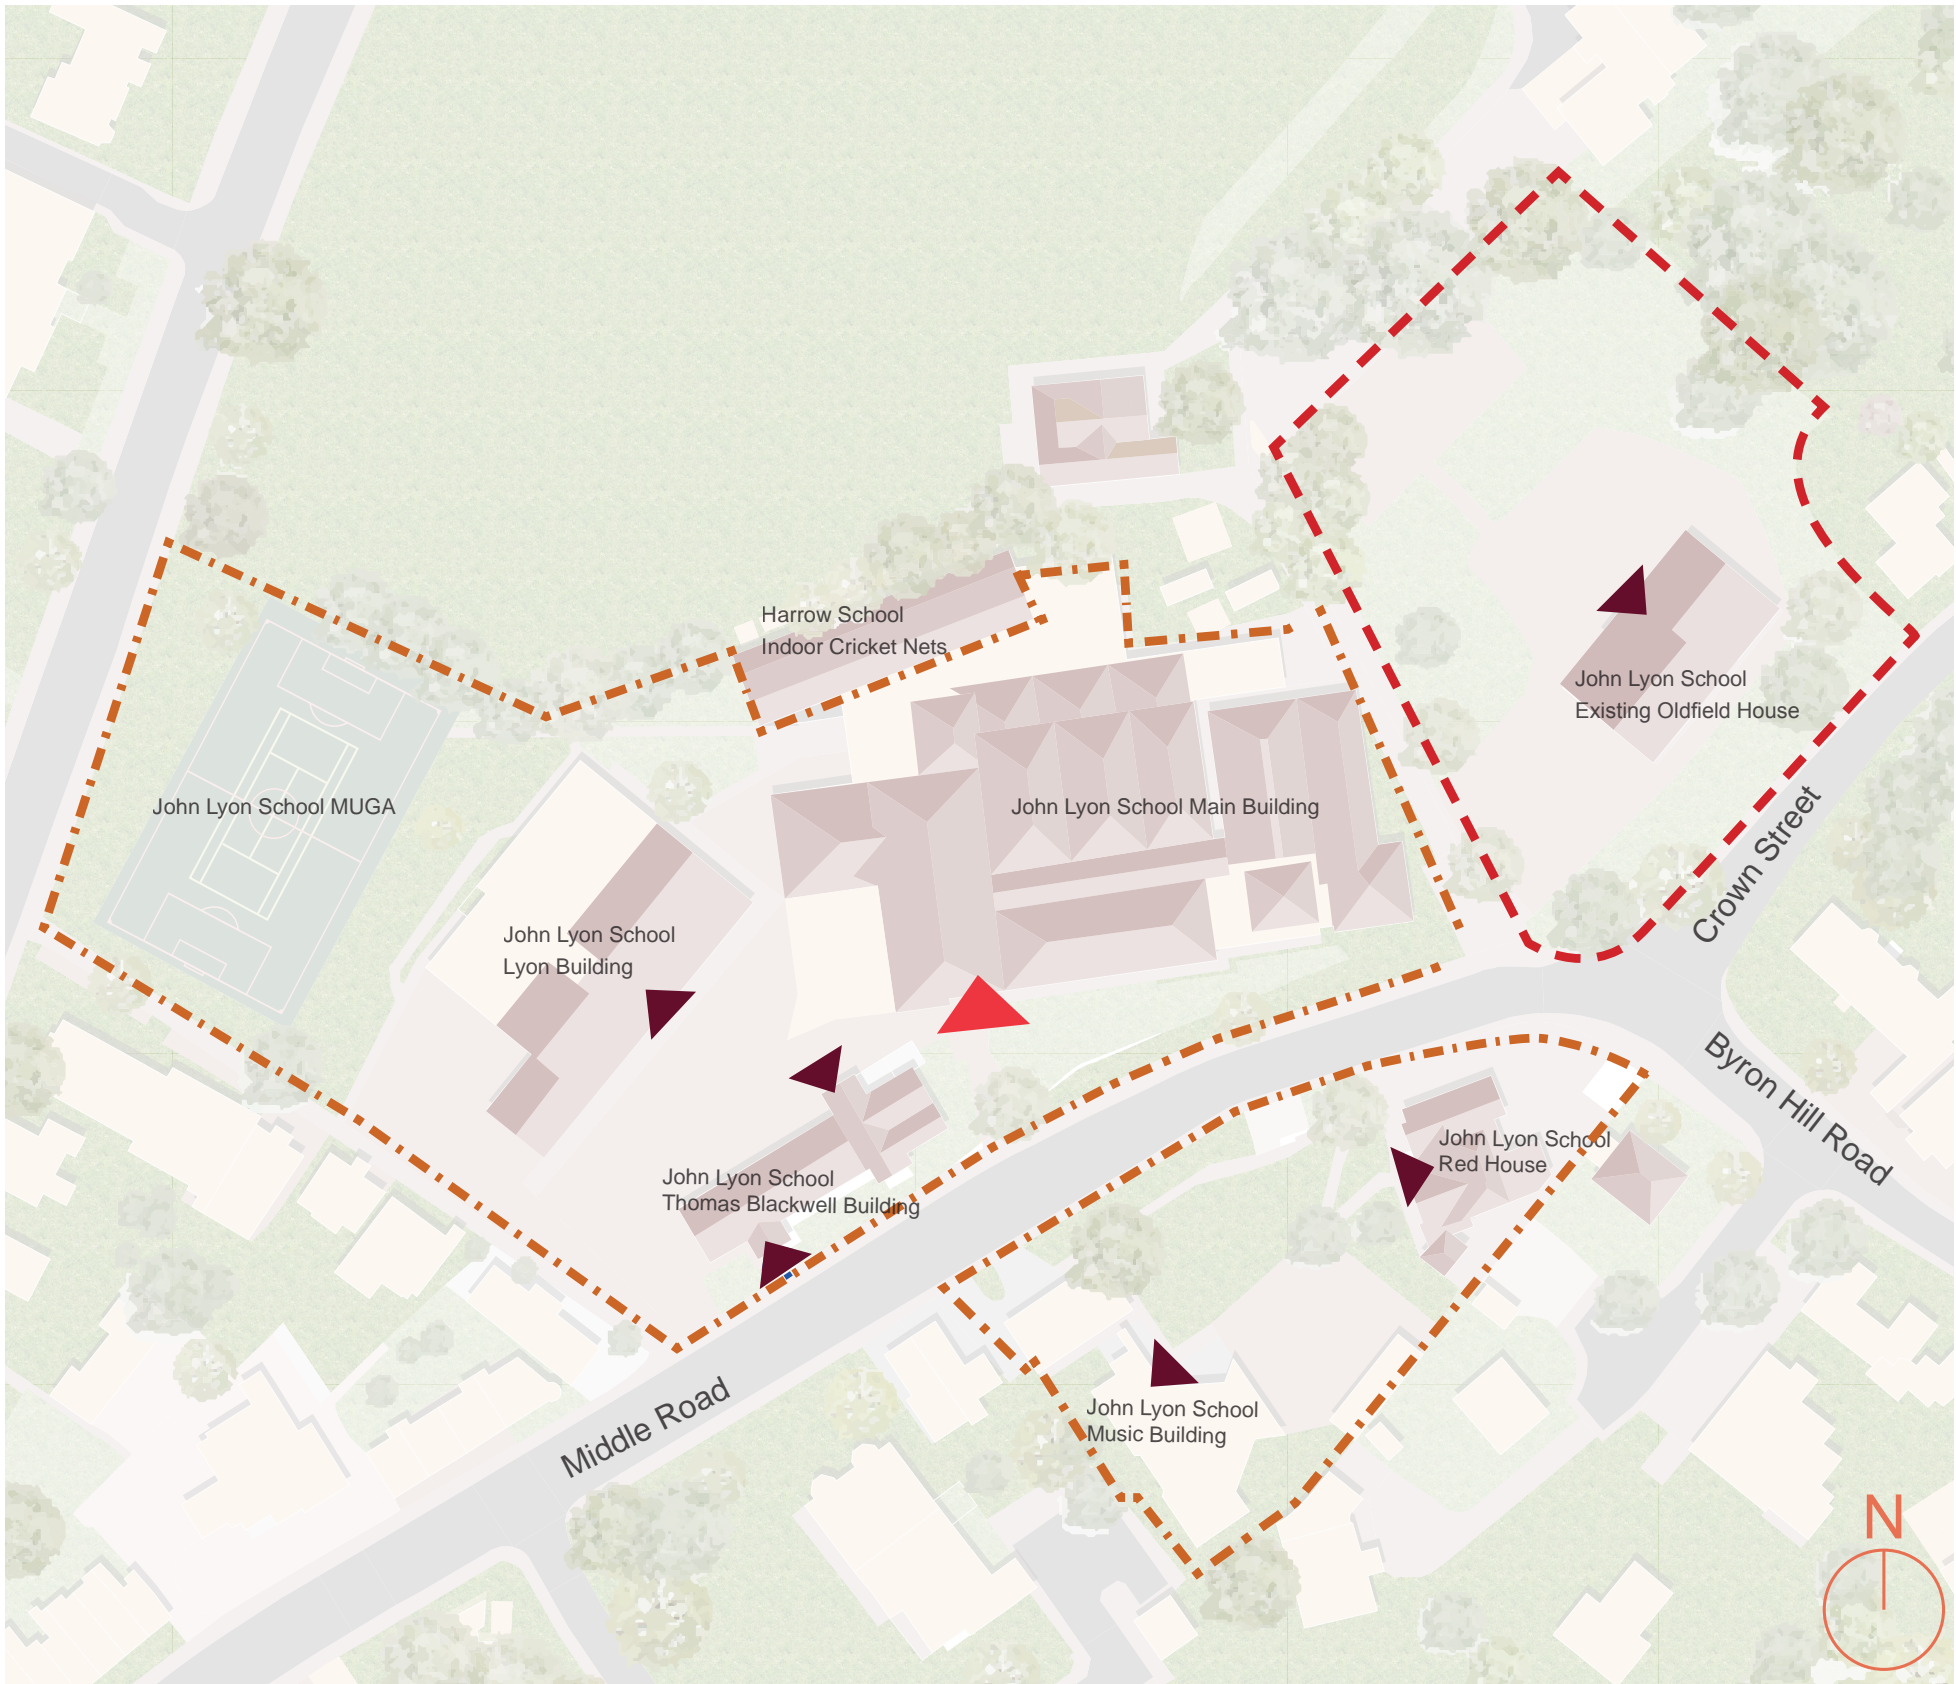 Harrow School
Indoor Cricket Nets
John Lyon School
Existing Oldfield House
John Lyon School MUGA
John Lyon School Main Building
Crown Street
John Lyon School
Lyon Building
Byron Hill Road
John Lyon School
Red House
John Lyon School
Thomas Blackwell Building
Middle Road
John Lyon School
Music Building
N